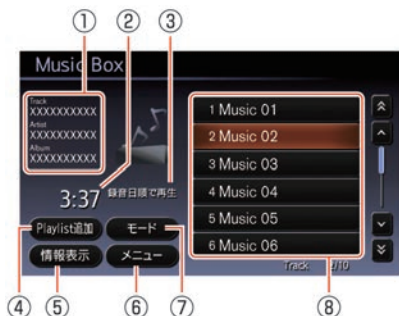 ① ② ③
Music Box
Track
XXXXXXXXXX
Artist
XXXXXXXXXX
Album
XXXXXXXXXX
3:37 録音日順で再生
Playlist追加 モード
情報表示 メニュー
1 Music 01
2 Music 02
3 Music 03
4 Music 04
5 Music 05
6 Music 06
Track 2/10
④ ⑤ ⑥ ⑦ ⑧